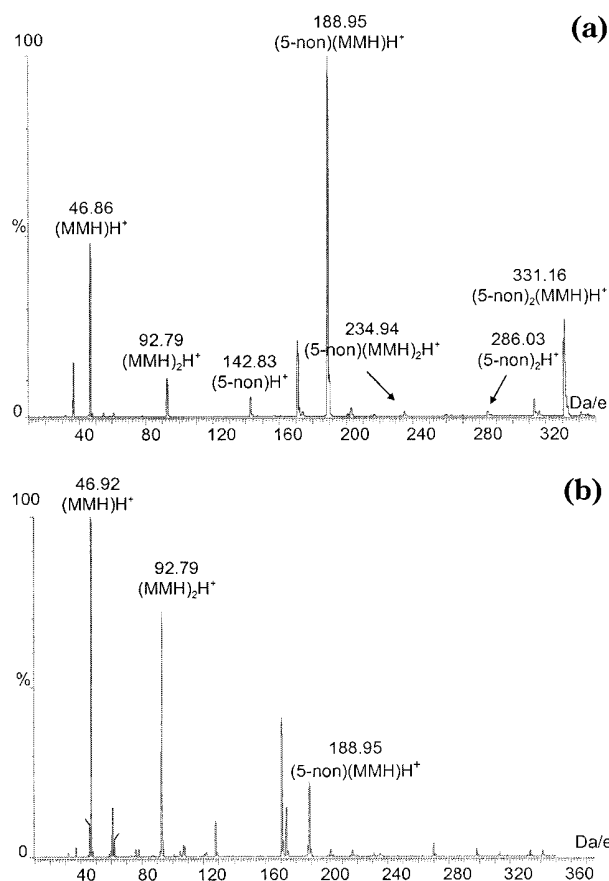 (a)
188.95
(5-non)(MMH)H⁺
100
46.86
(MMH)H⁺
%
331.16
(5-non)₂(MMH)H⁺
92.79
(MMH)₂H⁺
142.83
(5-non)H⁺
234.94
(5-non)(MMH)₂H⁺
286.03
(5-non)₂H⁺
0
Da/e
40 80 120 160 200 240 280 320
(b)
46.92
(MMH)H⁺
100
92.79
(MMH)₂H⁺
%
188.95
(5-non)(MMH)H⁺
0
Da/e
40 80 120 160 200 240 280 320 360